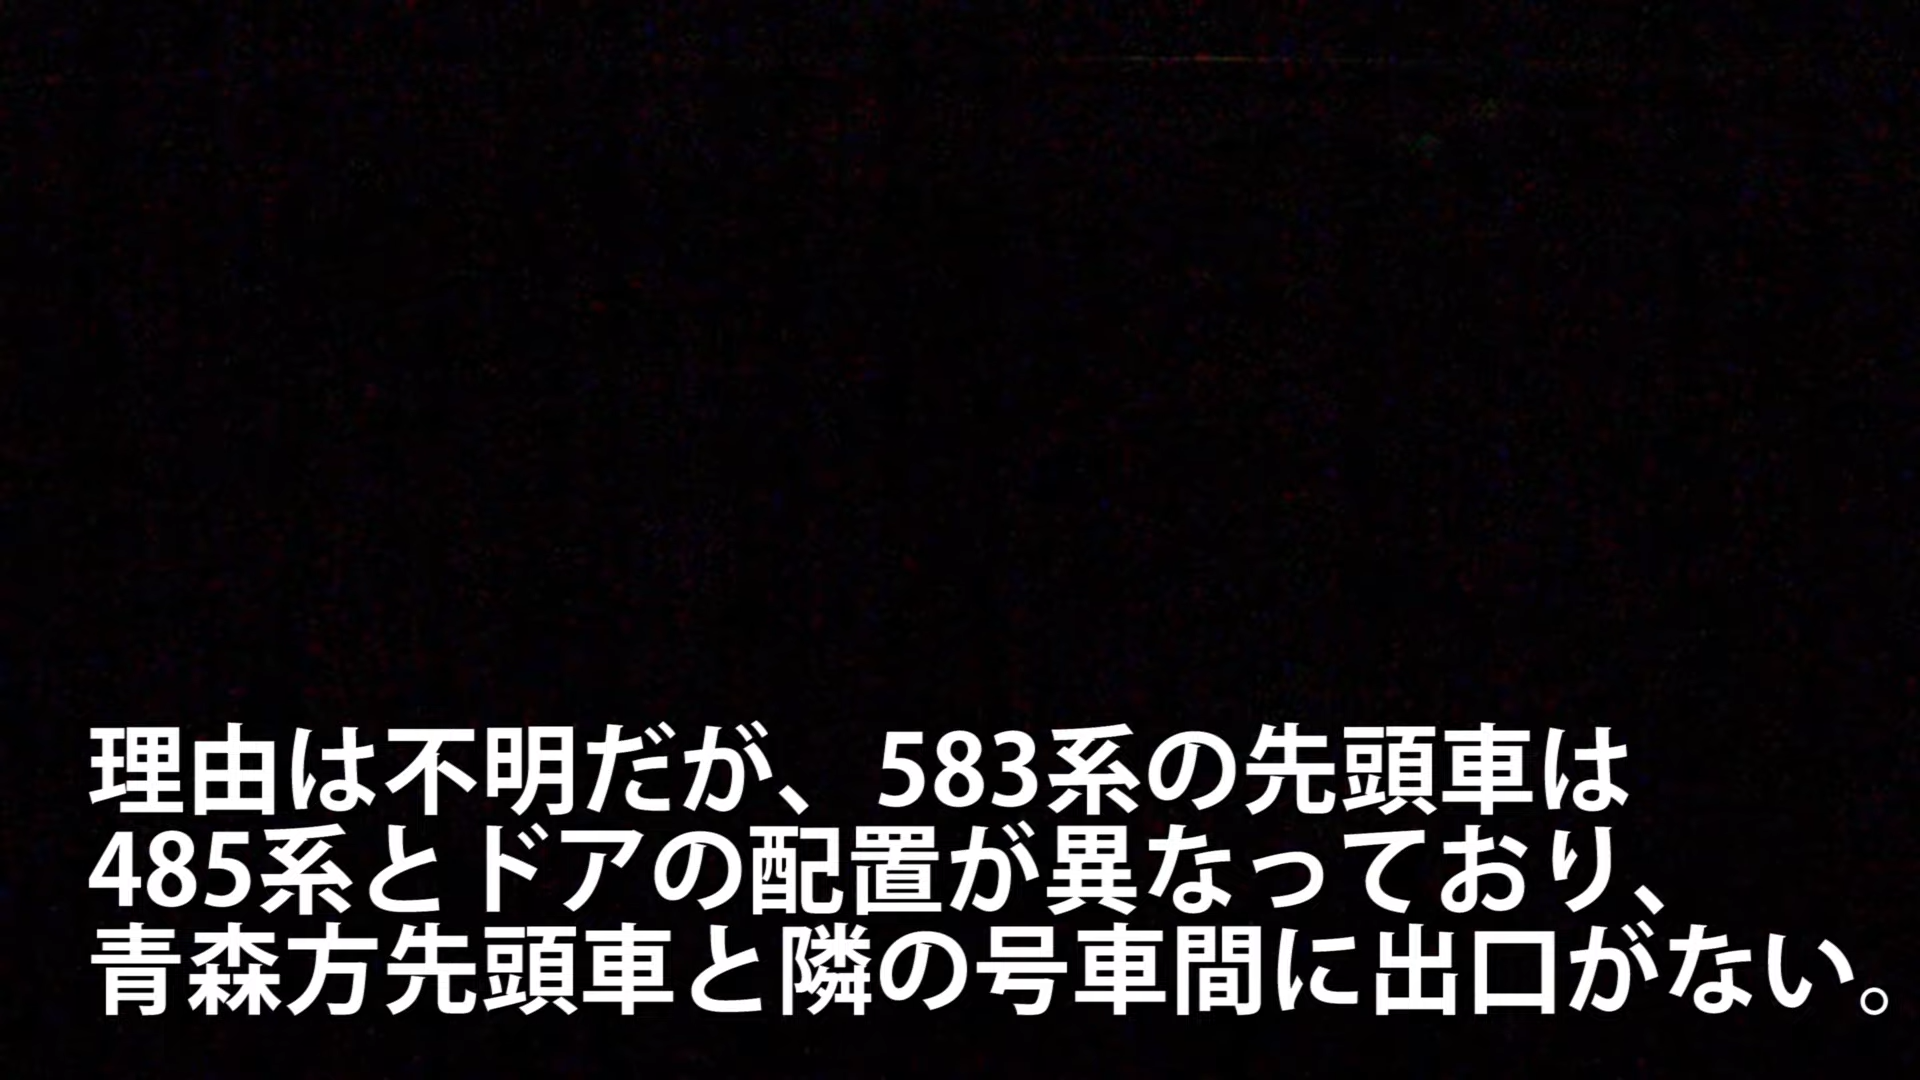 理由は不明だが、583系の先頭車は
485系とドアの配置が異なっており、
青森方先頭車と隣の号車間に出口がない。